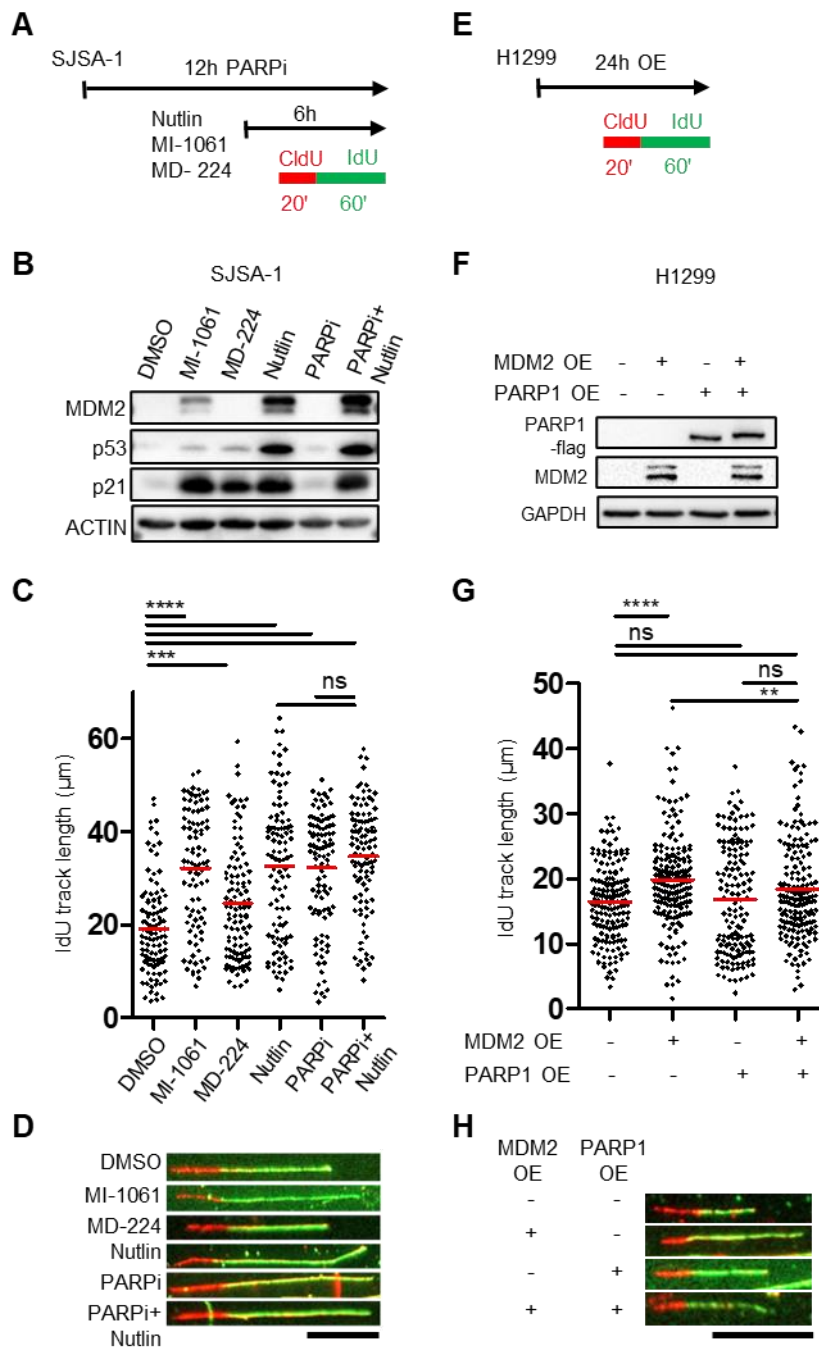 A
SJSA-1
12h PARPi
Nutlin
MI-1061
MD- 224
6h
CldU IdU
20' 60'
B
SJSA-1
DMSO MI-1061 MD-224 Nutlin PARPi PARPi+ Nutlin
MDM2
p53
p21
ACTIN
C
****
***
ns
IdU track length (µm)
60
40
20
0
DMSO MI-1061 MD-224 Nutlin PARPi PARPi+ Nutlin
D
DMSO
MI-1061
MD-224
Nutlin
PARPi
PARPi+
Nutlin
E
H1299
24h OE
CldU IdU
20' 60'
F
H1299
MDM2 OE - + - +
PARP1 OE - - + +
PARP1
-flag
MDM2
GAPDH
G
****
ns
ns
**
IdU track length (µm)
50
40
30
20
10
0
MDM2 OE - + - +
PARP1 OE - - + +
H
MDM2 PARP1
OE OE
- -
+ -
- +
+ +